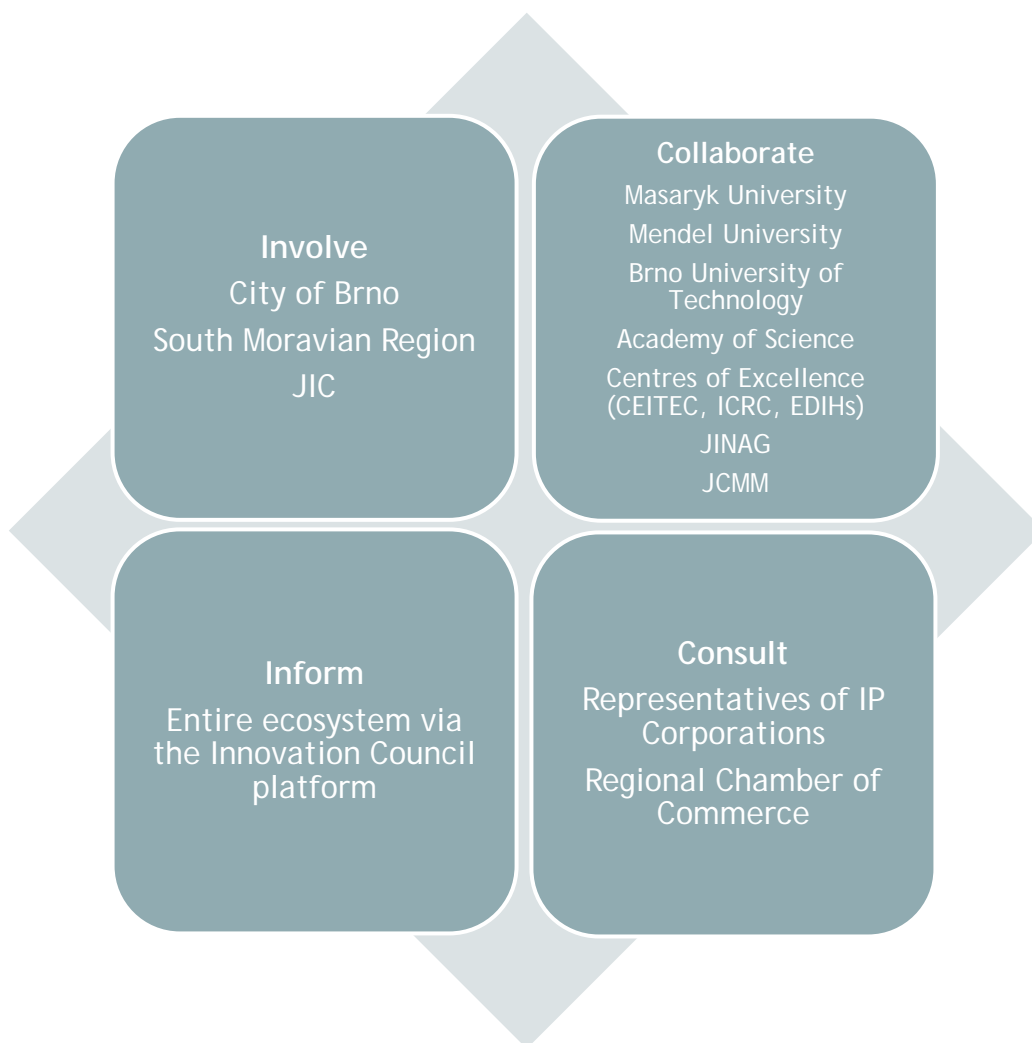 Involve
City of Brno
South Moravian Region
JIC
Collaborate
Masaryk University
Mendel University
Brno University of
Technology
Academy of Science
Centres of Excellence
(CEITEC, ICRC, EDIHs)
JINAG
JCMM
Inform
Entire ecosystem via
the Innovation Council
platform
Consult
Representatives of IP
Corporations
Regional Chamber of
Commerce